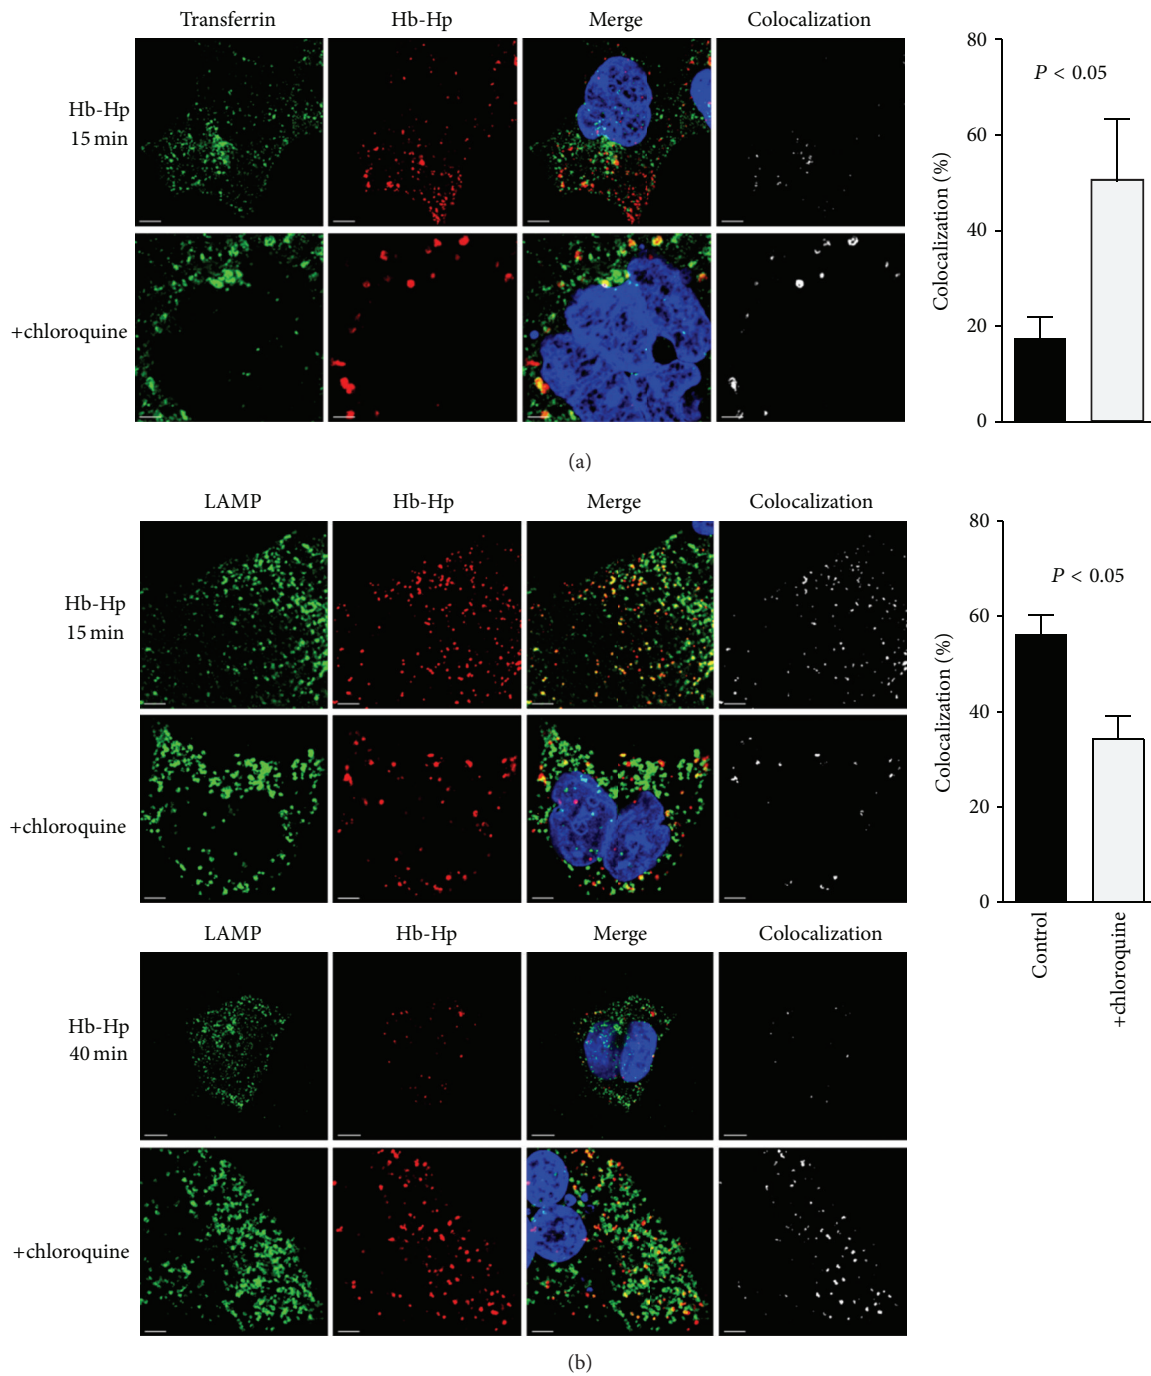 Transferrin Hb-Hp Merge Colocalization
Hb-Hp
15 min
+chloroquine
80
60
40
20
0
Colocalization (%)
P < 0.05
(a)
LAMP Hb-Hp Merge Colocalization
Hb-Hp
15 min
+chloroquine
80
60
40
20
0
Colocalization (%)
P < 0.05
Control
+chloroquine
LAMP Hb-Hp Merge Colocalization
Hb-Hp
40 min
+chloroquine
(b)